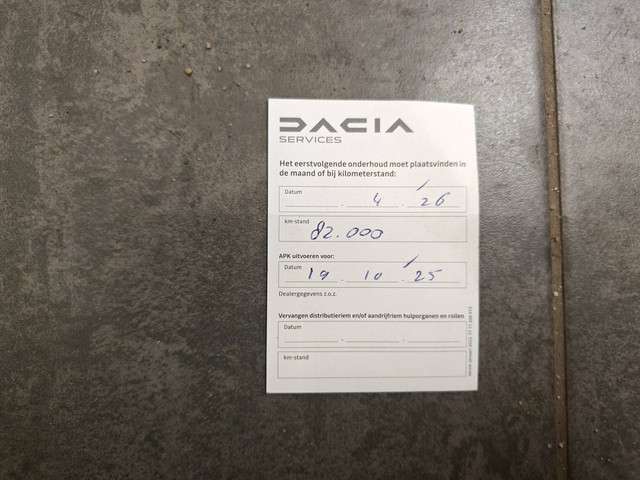 DACIA
SERVICES
Het eerstvolgende onderhoud moet plaatsvinden in
de maand of bij kilometerstand:
Datum
4 . '26
km-stand
82.000
APK uitvoeren voor:
Datum
19 . 10 . '25
Dealergegevens z.o.z.
Vervangen distributieriem en/of aandrijfriem hulporganen en rollen
Datum
km-stand